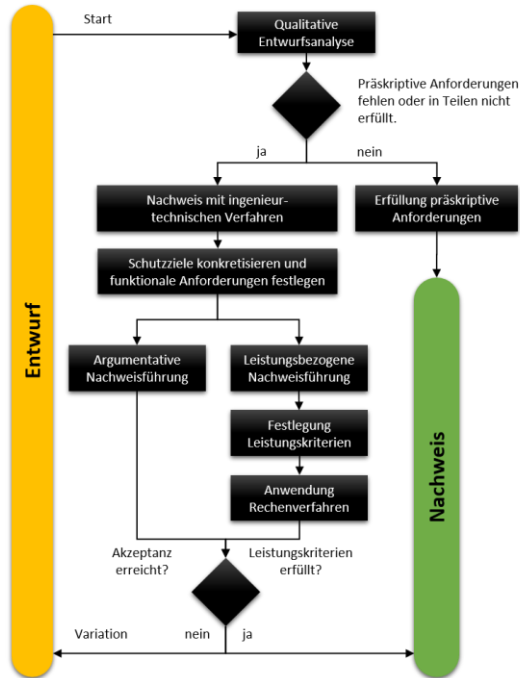 Start
Qualitative
Entwurfsanalyse
Präskriptive Anforderungen
fehlen oder in Teilen nicht
erfüllt.
ja
nein
Nachweis mit ingenieur-
technischen Verfahren
Erfüllung präskriptive
Anforderungen
Schutzziele konkretisieren und
funktionale Anforderungen festlegen
Argumentative
Nachweisführung
Leistungsbezogene
Nachweisführung
Festlegung
Leistungskriterien
Anwendung
Rechenverfahren
Akzeptanz
erreicht?
Leistungskriterien
erfüllt?
Variation
nein
ja
Entwurf
Nachweis